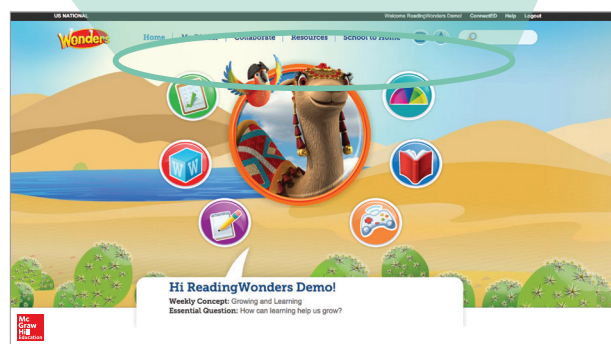 US NATIONAL
Welcome ReadingWonders Demo! ConnectED Help Logout
Wonders
Home | Collaborate | Resources | School to Home
W W
Hi ReadingWonders Demo!
Weekly Concept: Growing and Learning
Essential Question: How can learning help us grow?
Mc
Graw
Hill
Education